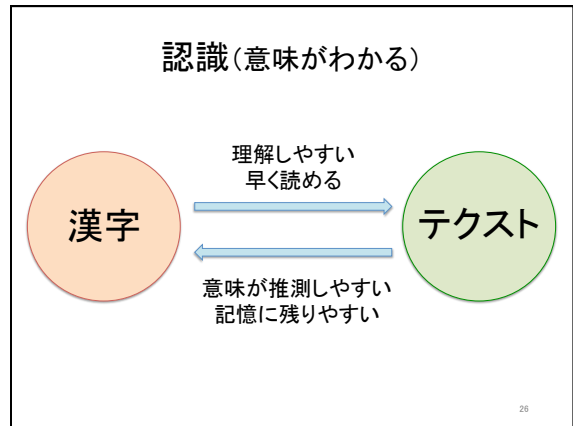 認識(意味がわかる)
理解しやすい
早く読める
漢字
テクスト
意味が推測しやすい
記憶に残りやすい
26